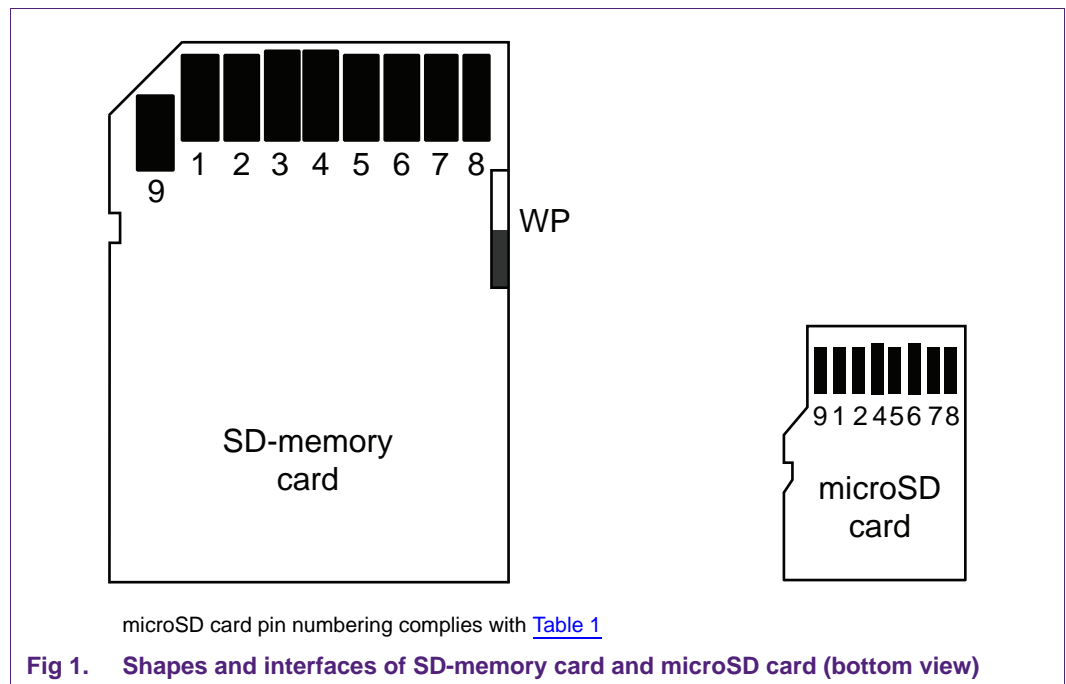 1 2 3 4 5 6 7 8
9
WP
SD-memory
card
9 1 2 4 5 6 7 8
microSD
card
microSD card pin numbering complies with Table 1
Fig 1. Shapes and interfaces of SD-memory card and microSD card (bottom view)